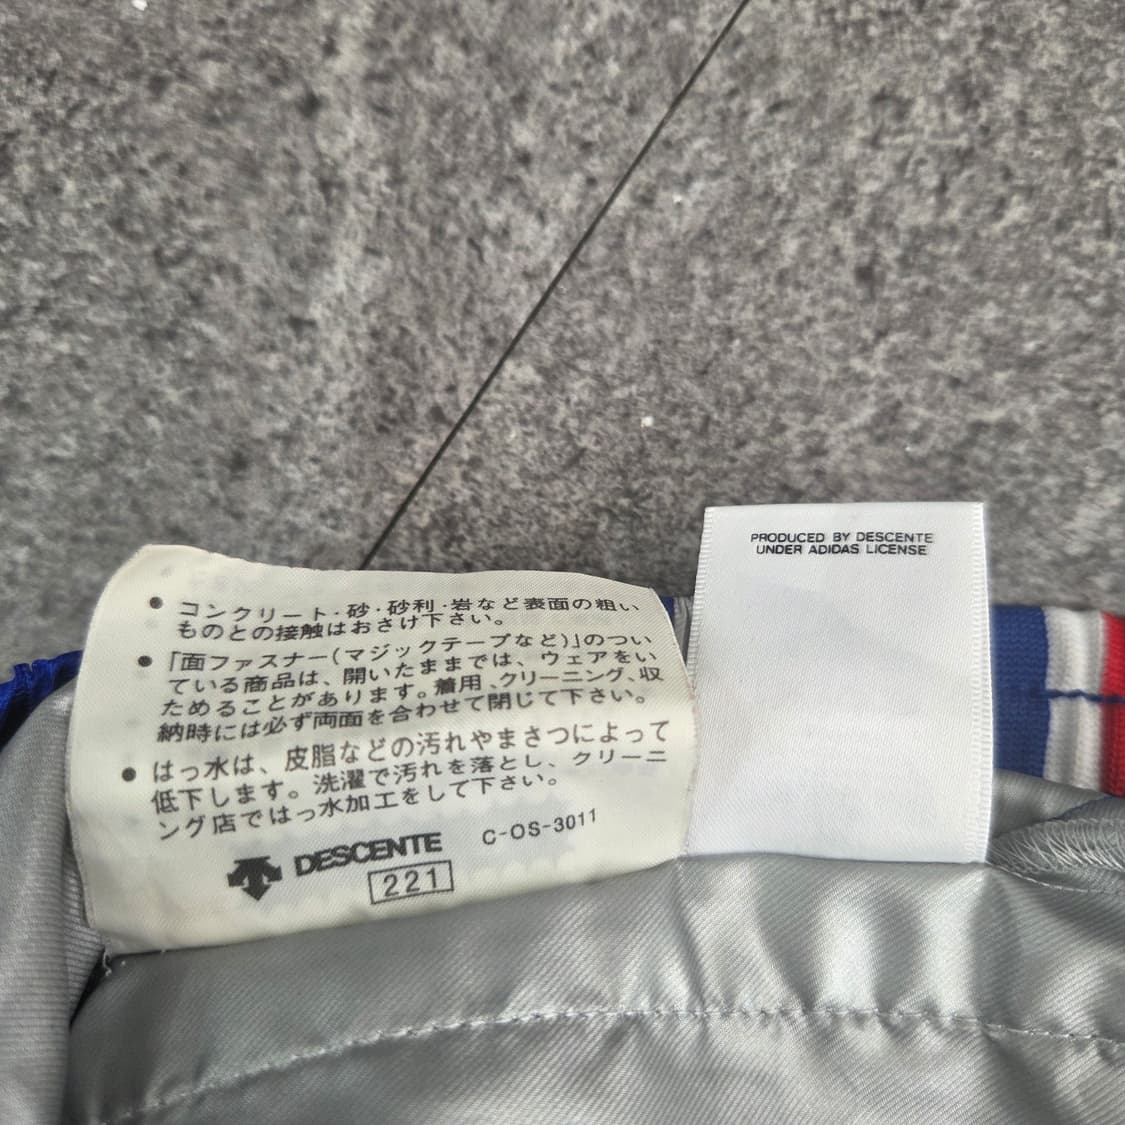 • コンクリート・砂・砂利・岩など表面の粗い
ものとの接触はおさけ下さい。
• 「面ファスナー(マジックテープなど)」のつい
ている商品は、開いたままでは、ウェアをい
ためることがあります。着用、クリーニング、収
納時には必ず両面を合わせて閉じて下さい。
• はっ水は、皮脂などの汚れやまさつによって
低下します。洗濯で汚れを落とし、クリーニ
ング店ではっ水加工をして下さい。
DESCENTE C-OS-3011
221
PRODUCED BY DESCENTE
UNDER ADIDAS LICENSE